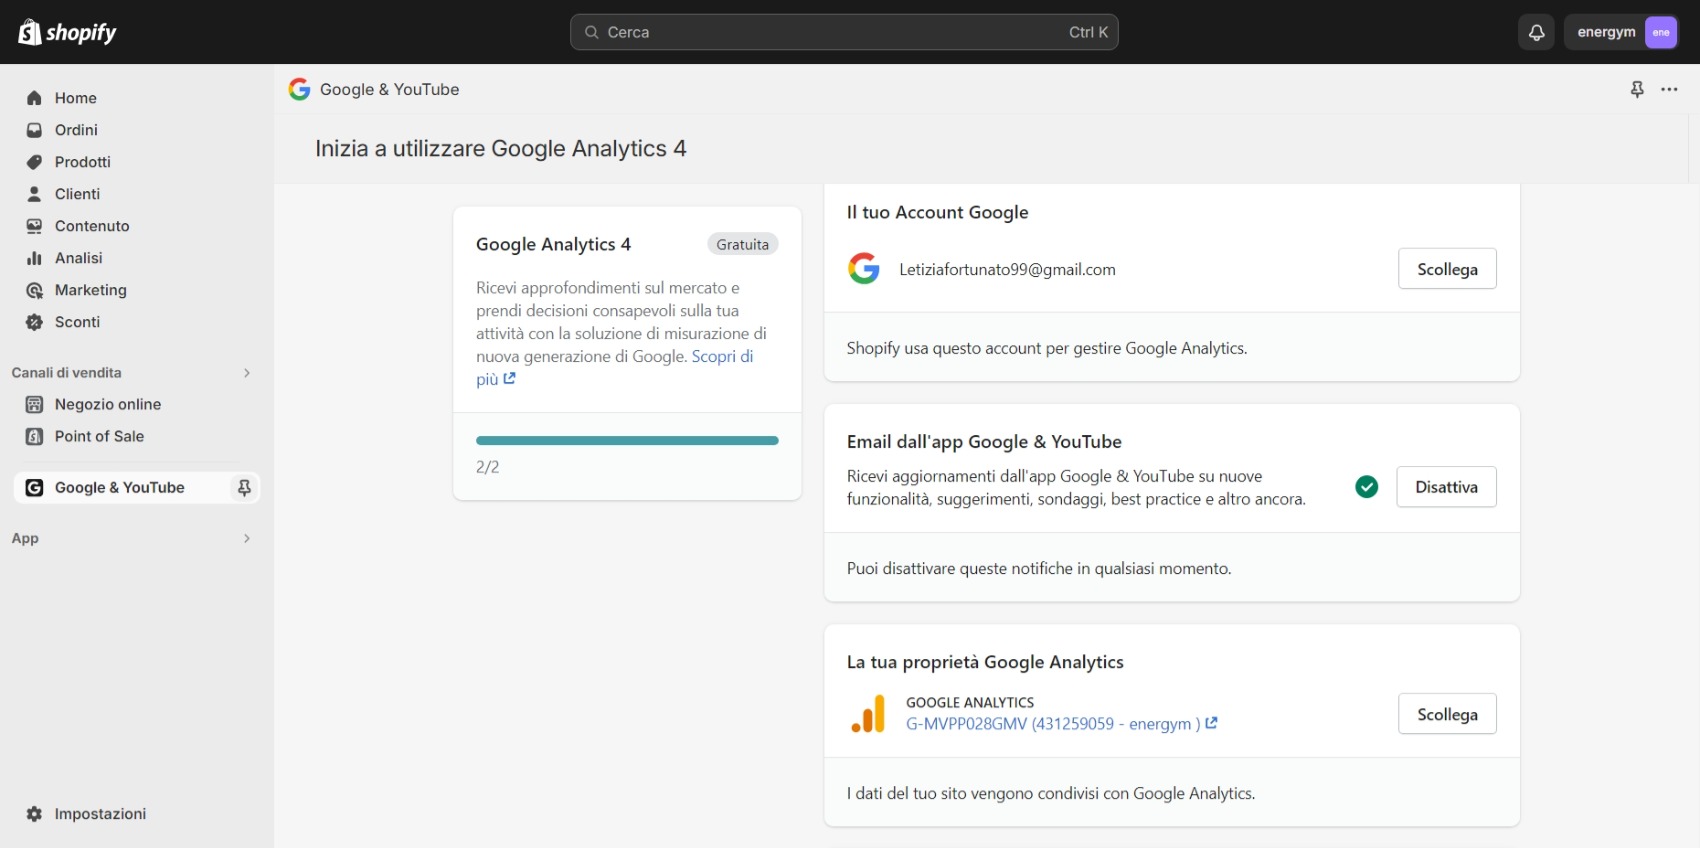 shopify
Cerca
Ctrl K
energym
ene
Home
Ordini
Prodotti
Clienti
Contenuto
Analisi
Marketing
Sconti
Canali di vendita
Negozio online
Point of Sale
Google & YouTube
App
Impostazioni
Google & YouTube
Inizia a utilizzare Google Analytics 4
Google Analytics 4
Gratuita
Ricevi approfondimenti sul mercato e
prendi decisioni consapevoli sulla tua
attività con la soluzione di misurazione di
nuova generazione di Google. Scopri di
più
2/2
Il tuo Account Google
Letiziafortunato99@gmail.com
Scollega
Shopify usa questo account per gestire Google Analytics.
Email dall'app Google & YouTube
Ricevi aggiornamenti dall'app Google & YouTube su nuove
funzionalità, suggerimenti, sondaggi, best practice e altro ancora.
Disattiva
Puoi disattivare queste notifiche in qualsiasi momento.
La tua proprietà Google Analytics
GOOGLE ANALYTICS
G-MVPP028GMV (431259059 - energym )
Scollega
I dati del tuo sito vengono condivisi con Google Analytics.